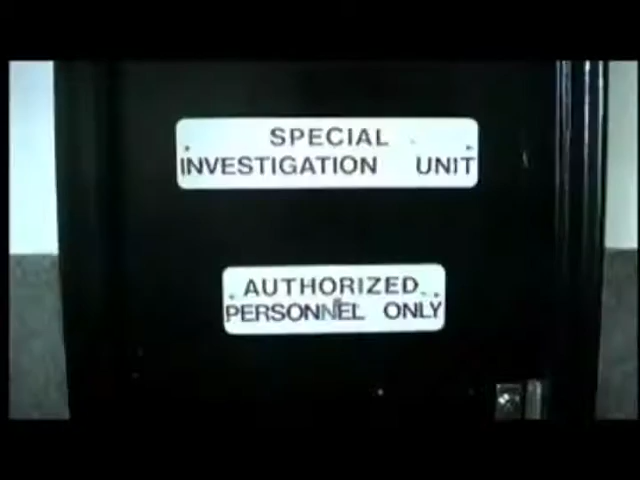 SPECIAL
INVESTIGATION UNIT
AUTHORIZED
PERSONNEL ONLY